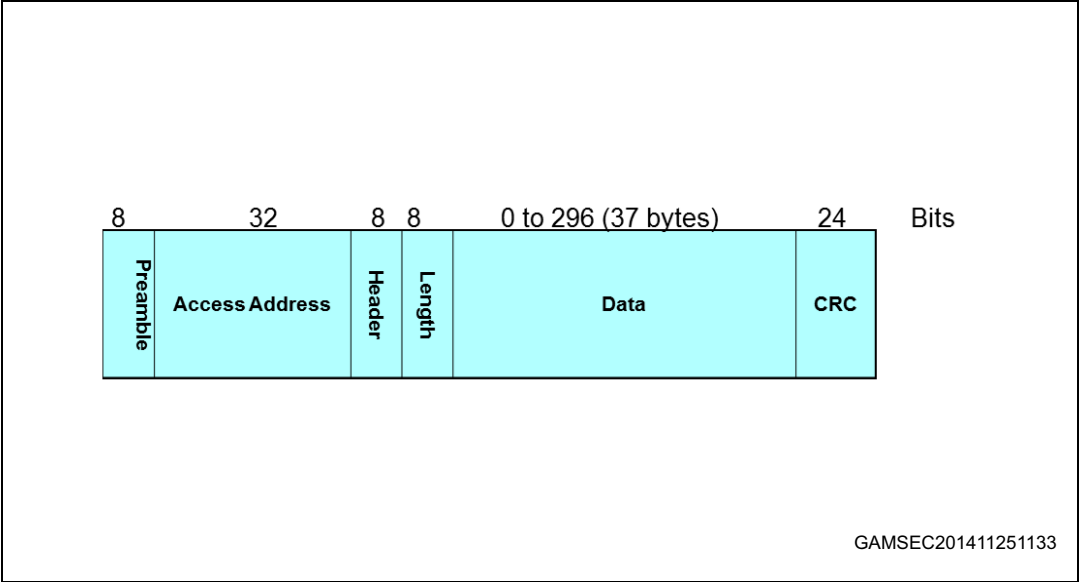 8 32 8 8 0 to 296 (37 bytes) 24 Bits
Preamble
Access Address
Header
Length
Data
CRC
GAMSEC201411251133